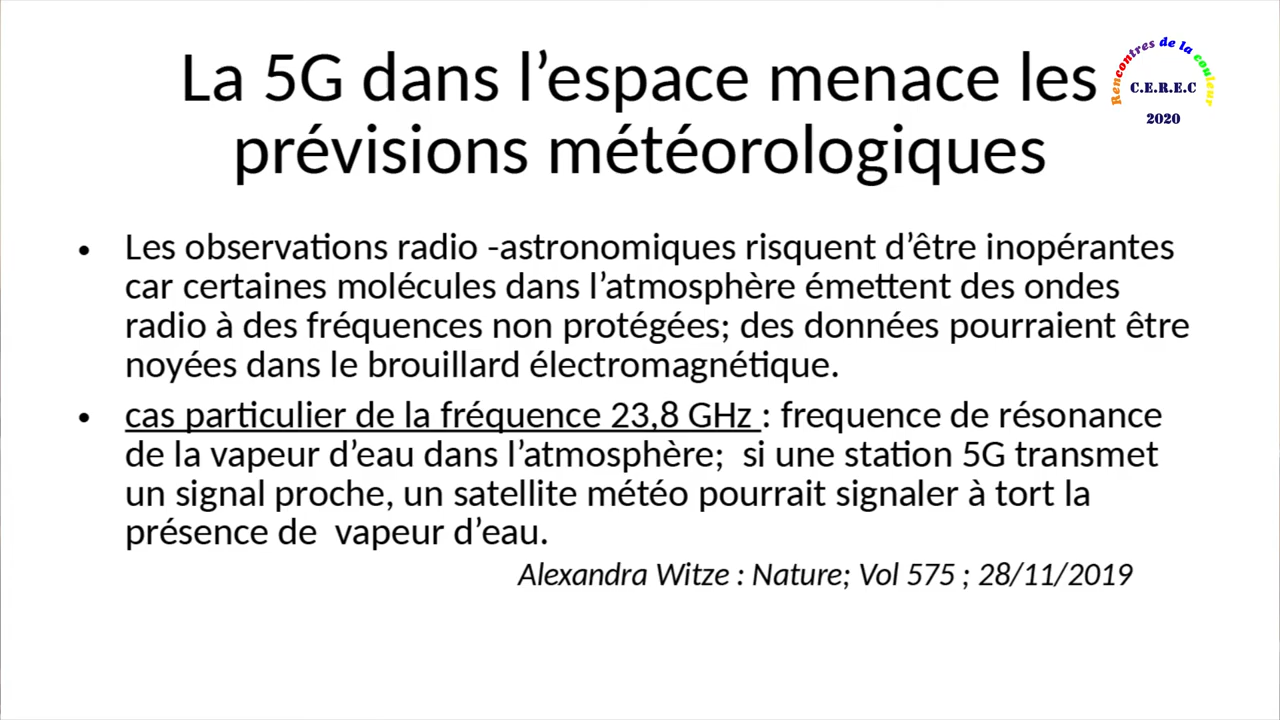 La 5G dans l’espace menace les
prévisions météorologiques
Rencontres de la couleur
C.E.R.E.C
2020
• Les observations radio -astronomiques risquent d’être inopérantes
car certaines molécules dans l’atmosphère émettent des ondes
radio à des fréquences non protégées; des données pourraient être
noyées dans le brouillard électromagnétique.
• cas particulier de la fréquence 23,8 GHz : frequence de résonance
de la vapeur d’eau dans l’atmosphère;  si une station 5G transmet
un signal proche, un satellite météo pourrait signaler à tort la
présence de  vapeur d’eau.
Alexandra Witze : Nature; Vol 575 ; 28/11/2019